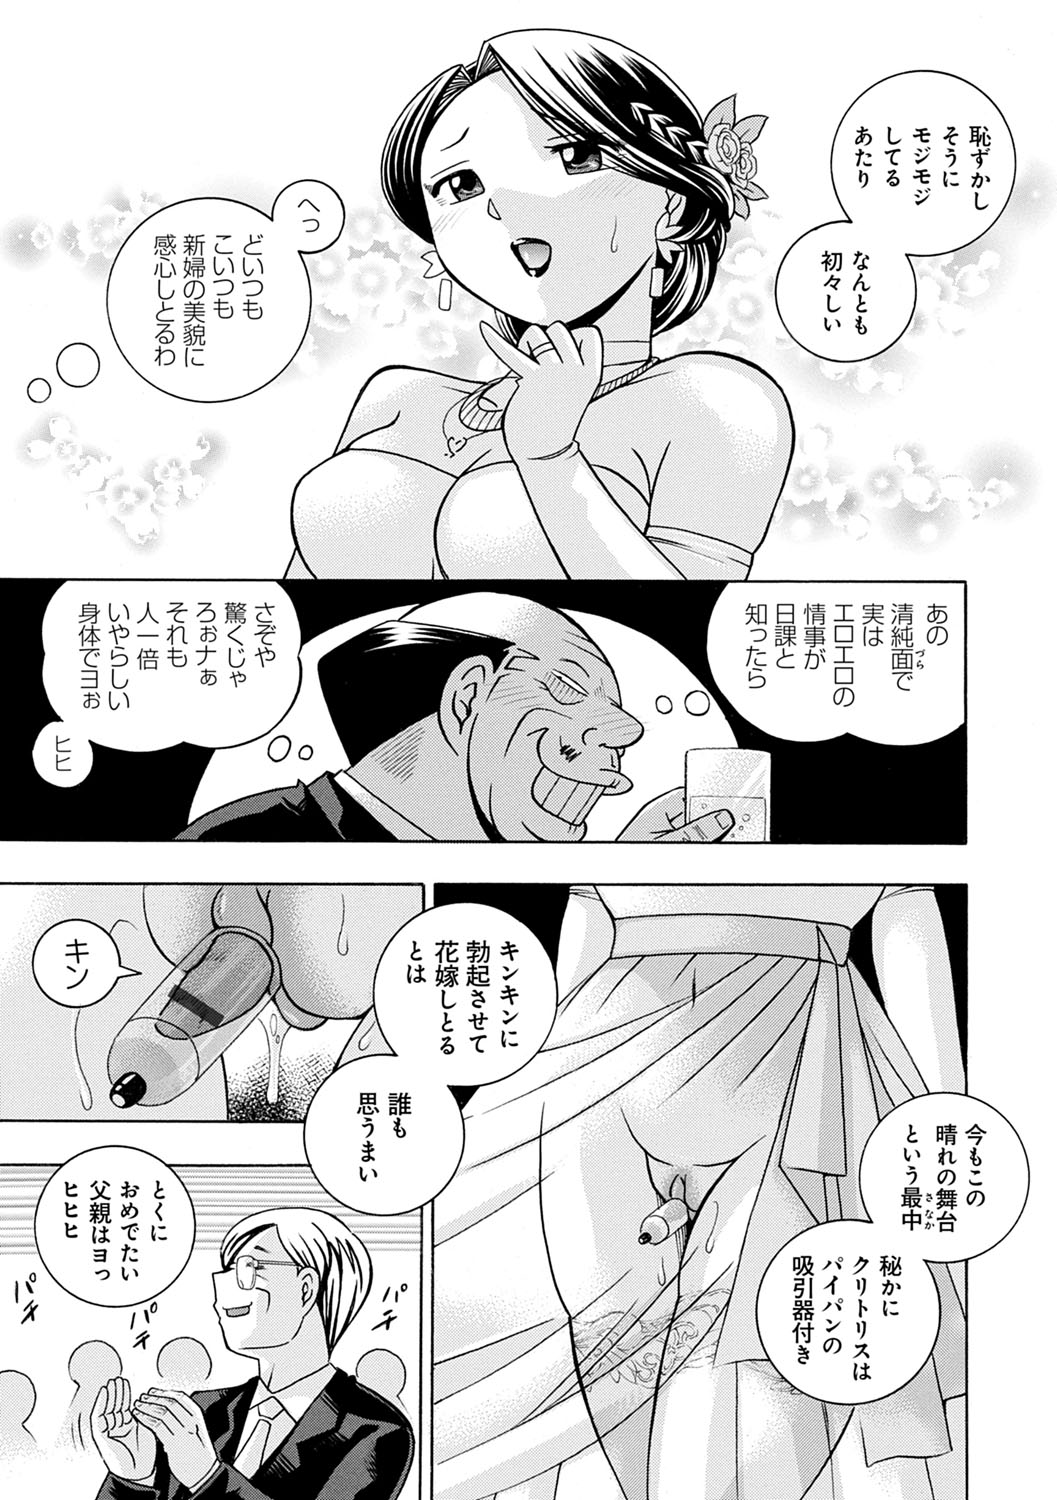 恥ずかし
そうに
モジモジ
してる
あたり
なんとも
初々しい
へっ
どいつも
こいつも
新婦の美貌に
感心しとるわ
あの
清純面で
づら
実は
エロエロの
情事が
日課と
知ったら
さぞや
驚くじゃ
ろぉナぁ
それも
人一倍
いやらしい
身体でヨぉ
ヒヒ
今もこの
晴れの舞台
という最中
さなか
秘かに
クリトリスは
パイパンの
吸引器付き
キンキンに
勃起させて
花嫁しとる
とは
誰も
思うまい
キン
とくに
おめでたい
父親はヨっ
ヒヒヒ
パチ
パチ
パチ